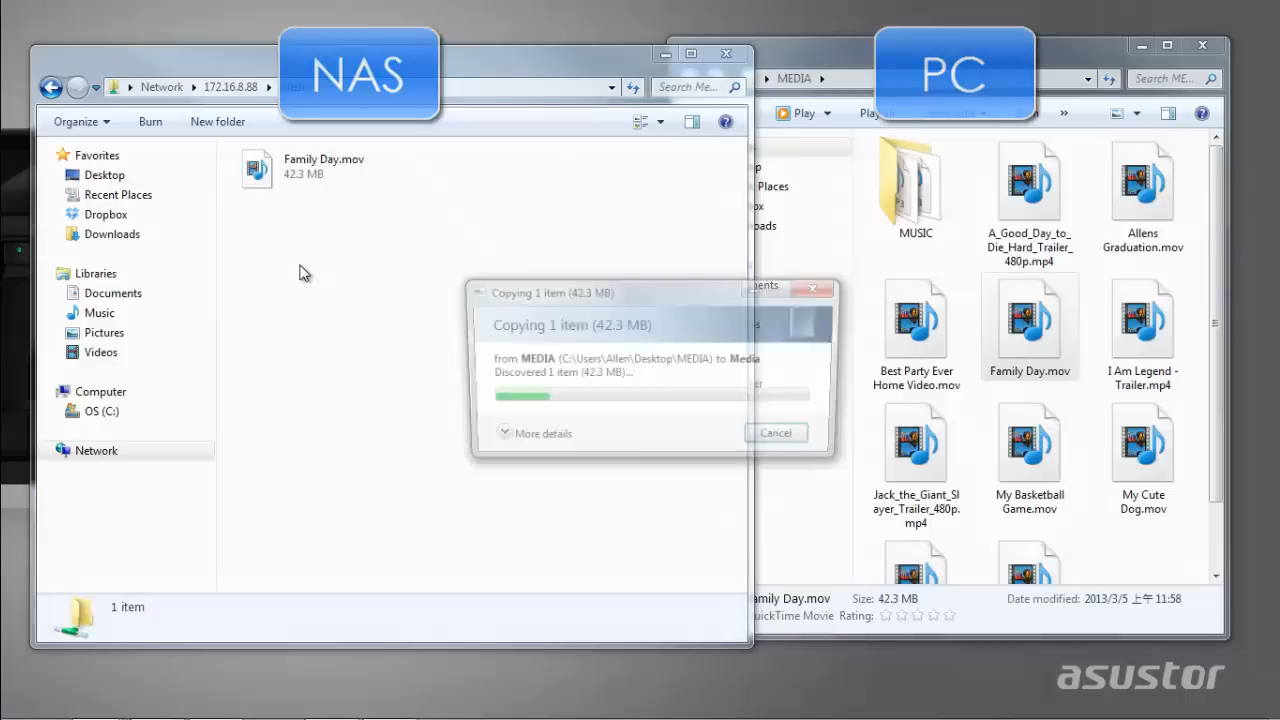 NAS
PC
Network
172.16.8.88
Search Me...
MEDIA
Search ME...
Organize
Burn
New folder
Play
Favorites
Desktop
Recent Places
Dropbox
Downloads
Libraries
Documents
Music
Pictures
Videos
Computer
OS (C:)
Network
Family Day.mov
42.3 MB
1 item
Copying 1 item (42.3 MB)
Copying 1 item (42.3 MB)
from MEDIA (C:\Users\Allen\Desktop\MEDIA) to Media
Discovered 1 item (42.3 MB)...
More details
Cancel
Places
MUSIC
A_Good_Day_to_
Die_Hard_Trailer_
480p.mp4
Allens
Graduation.mov
Best Party Ever
Home Video.mov
Family Day.mov
I Am Legend -
Trailer.mp4
Jack_the_Giant_Sl
ayer_Trailer_480p.
mp4
My Basketball
Game.mov
My Cute
Dog.mov
amily Day.mov
Size: 42.3 MB
Date modified: 2013/3/5 上午 11:58
uickTime Movie
Rating:
asustor